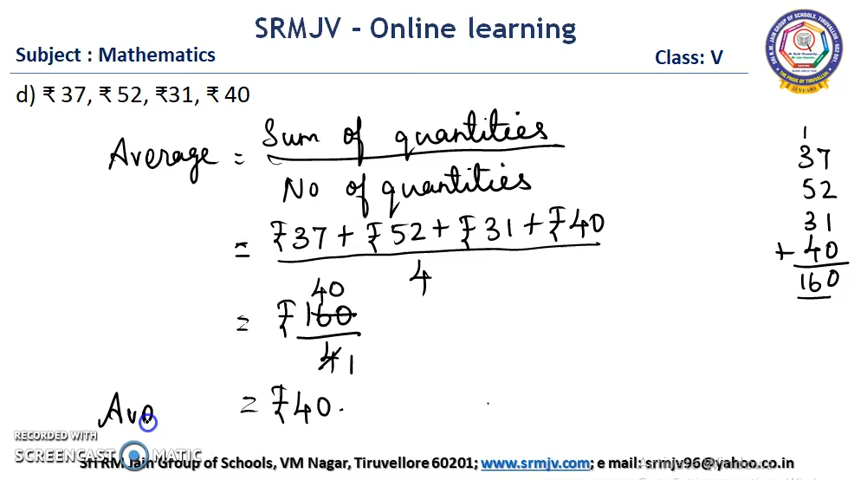 SRMJV - Online learning
Subject : Mathematics
Class: V
d) ₹ 37, ₹ 52, ₹31, ₹ 40
Average = Sum of quantities
No of quantities
= ₹37 + ₹52 + ₹31 + ₹40
4
40
= ₹160
4 1
Ave = ₹40.
1
37
52
31
+ 40
160
RECORDED WITH
SCREENCAST MATIC
Sri RM Jain Group of Schools, VM Nagar, Tiruvellore 60201; www.srmjv.com; e mail: srmjv96@yahoo.co.in